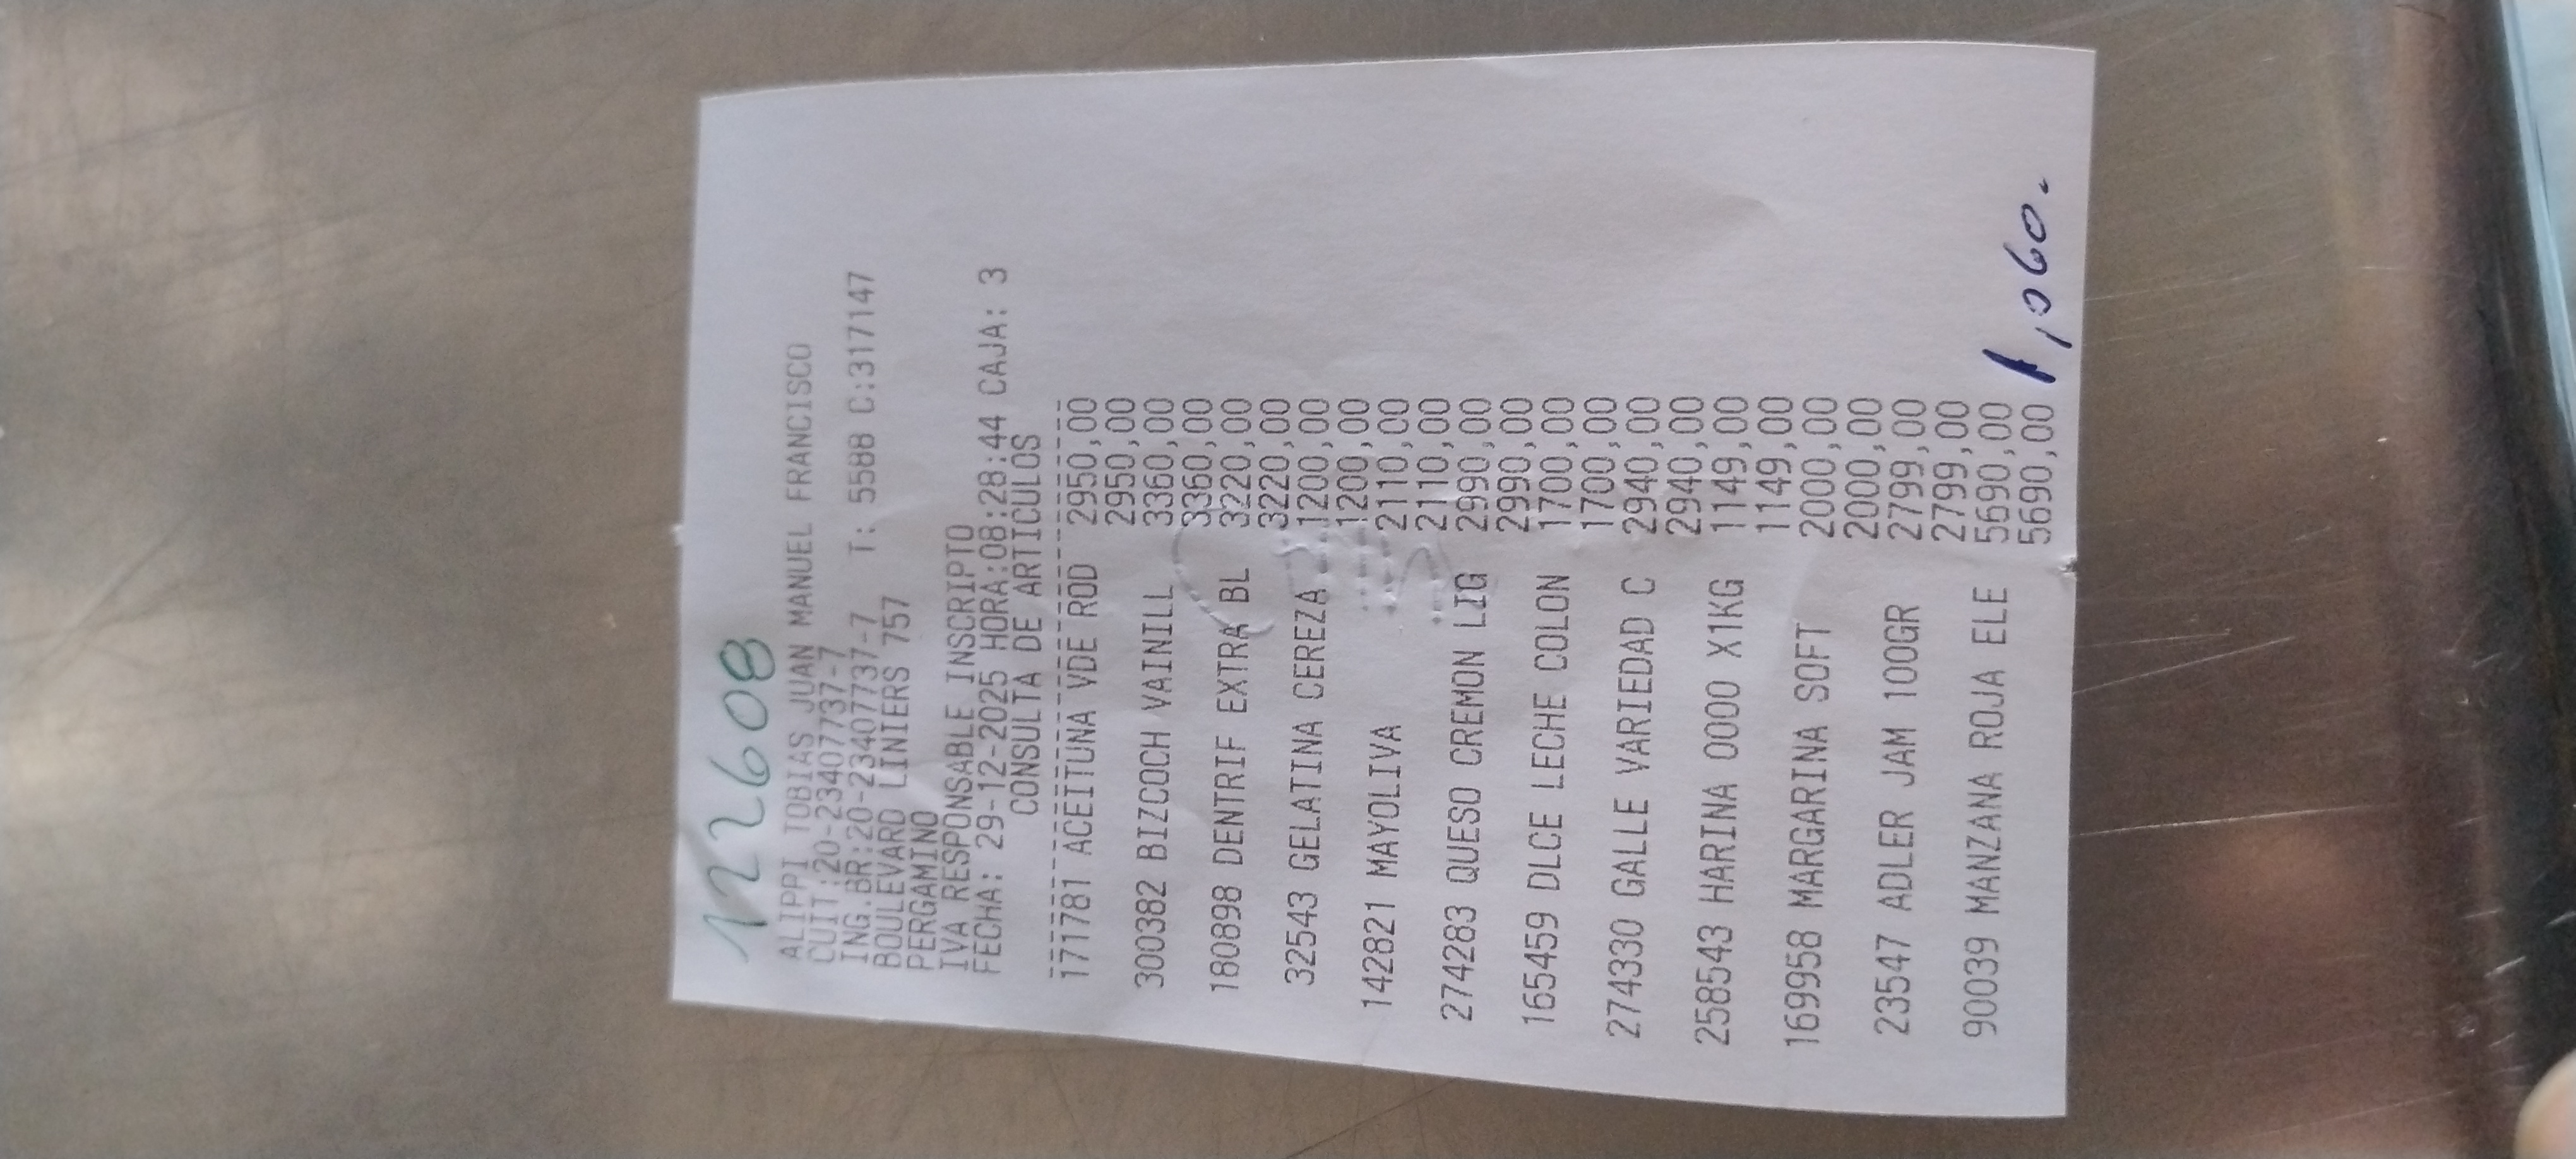 122608
ALIPPI TOBIAS JUAN MANUEL FRANCISCO
CUIT:20-23407737-7
ING.BR:20-23407737-7
BOULEVARD LINIERS 757 T: 5588 C:317147
PERGAMINO
IVA RESPONSABLE INSCRIPTO
FECHA: 29-12-2025 HORA:08:28:44 CAJA: 3
CONSULTA DE ARTICULOS
171781 ACEITUNA VDE ROD 2950,00
2950,00
300382 BIZCOCH VAINILL 3360,00
3360,00
180898 DENTRIF EXTRA BL 3220,00
3220,00
32543 GELATINA CEREZA 1200,00
1200,00
142821 MAYOLIVA 2110,00
2110,00
274283 QUESO CREMON LIG 2990,00
2990,00
165459 DLCE LECHE COLON 1700,00
1700,00
274330 GALLE VARIEDAD C 2940,00
2940,00
258543 HARINA 0000 X1KG 1149,00
1149,00
169958 MARGARINA SOFT 2000,00
2000,00
23547 ADLER JAM 100GR 2799,00
2799,00
90039 MANZANA ROJA ELE 5690,00
5690,00 1,060.